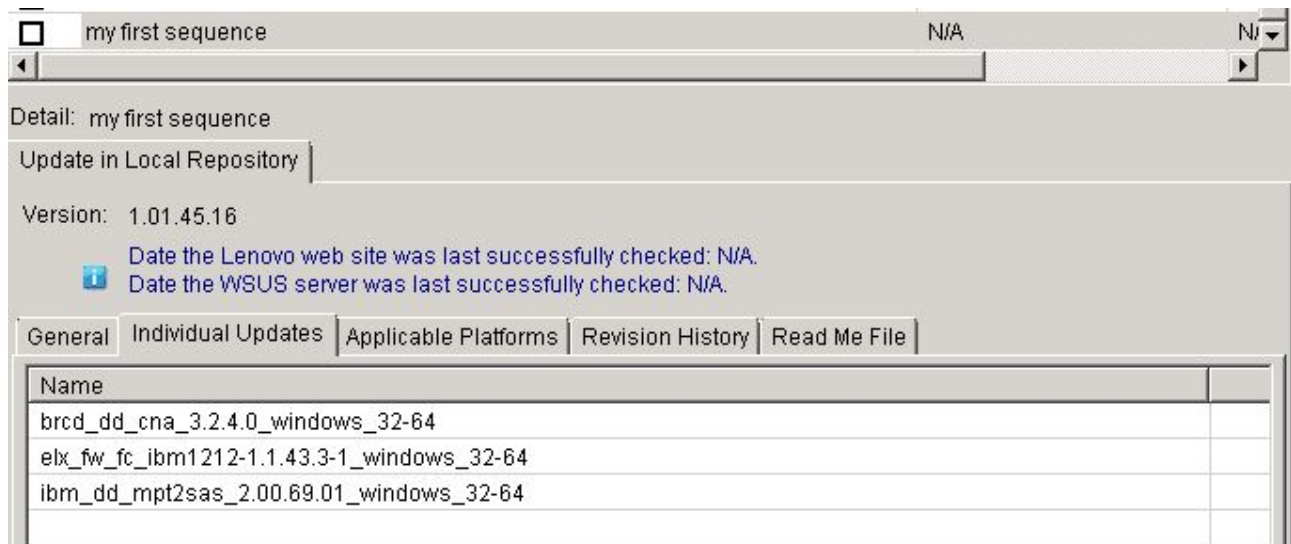 my first sequence N/A N/
Detail: my first sequence
Update in Local Repository
Version: 1.01.45.16
Date the Lenovo web site was last successfully checked: N/A.
Date the WSUS server was last successfully checked: N/A.
General Individual Updates Applicable Platforms Revision History Read Me File
Name
brcd_dd_cna_3.2.4.0_windows_32-64
elx_fw_fc_ibm1212-1.1.43.3-1_windows_32-64
ibm_dd_mpt2sas_2.00.69.01_windows_32-64